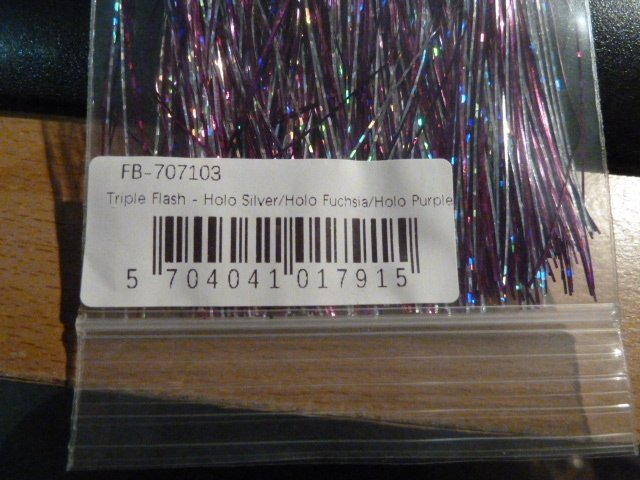 FB-707103
Triple Flash - Holo Silver/Holo Fuchsia/Holo Purple
5 704041 017915